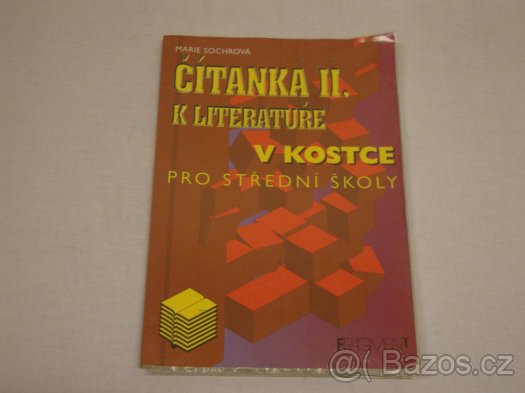 MARIE SOCHROVÁ
ČÍTANKA II.
K LITERATUŘE
V KOSTCE
PRO STŘEDNÍ ŠKOLY
FRAGMENT
Bazos.cz